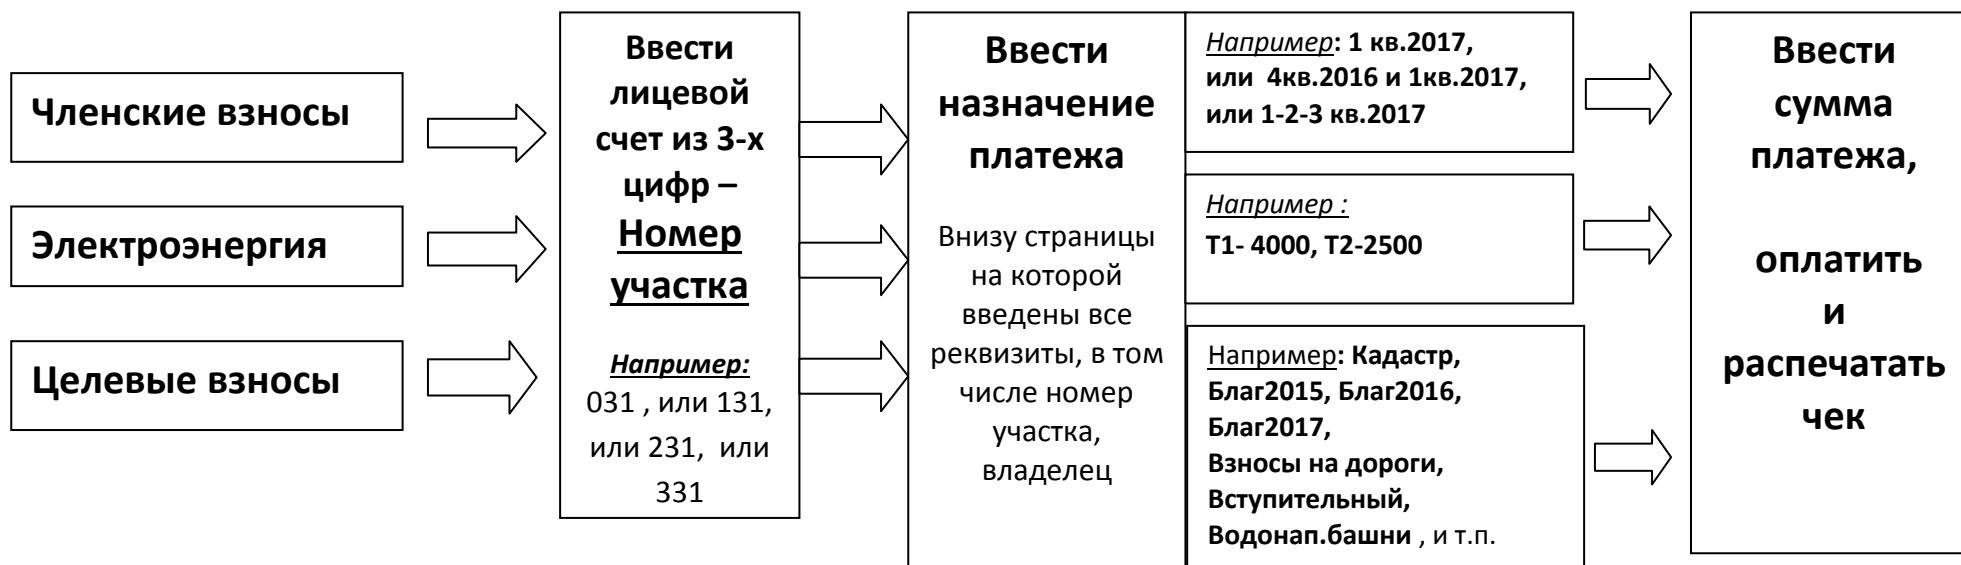 Членские взносы
Электроэнергия
Целевые взносы
Ввести
лицевой
счет из 3-х
цифр –
Номер
участка
Например:
031 , или 131,
или 231, или
331
Ввести
назначение
платежа
Внизу страницы
на которой
введены все
реквизиты, в том
числе номер
участка,
владелец
Например: 1 кв.2017,
или 4кв.2016 и 1кв.2017,
или 1-2-3 кв.2017
Например :
Т1- 4000, Т2-2500
Например: Кадастр,
Благ2015, Благ2016,
Благ2017,
Взносы на дороги,
Вступительный,
Водонап.башни , и т.п.
Ввести
сумма
платежа,
оплатить
и
распечатать
чек